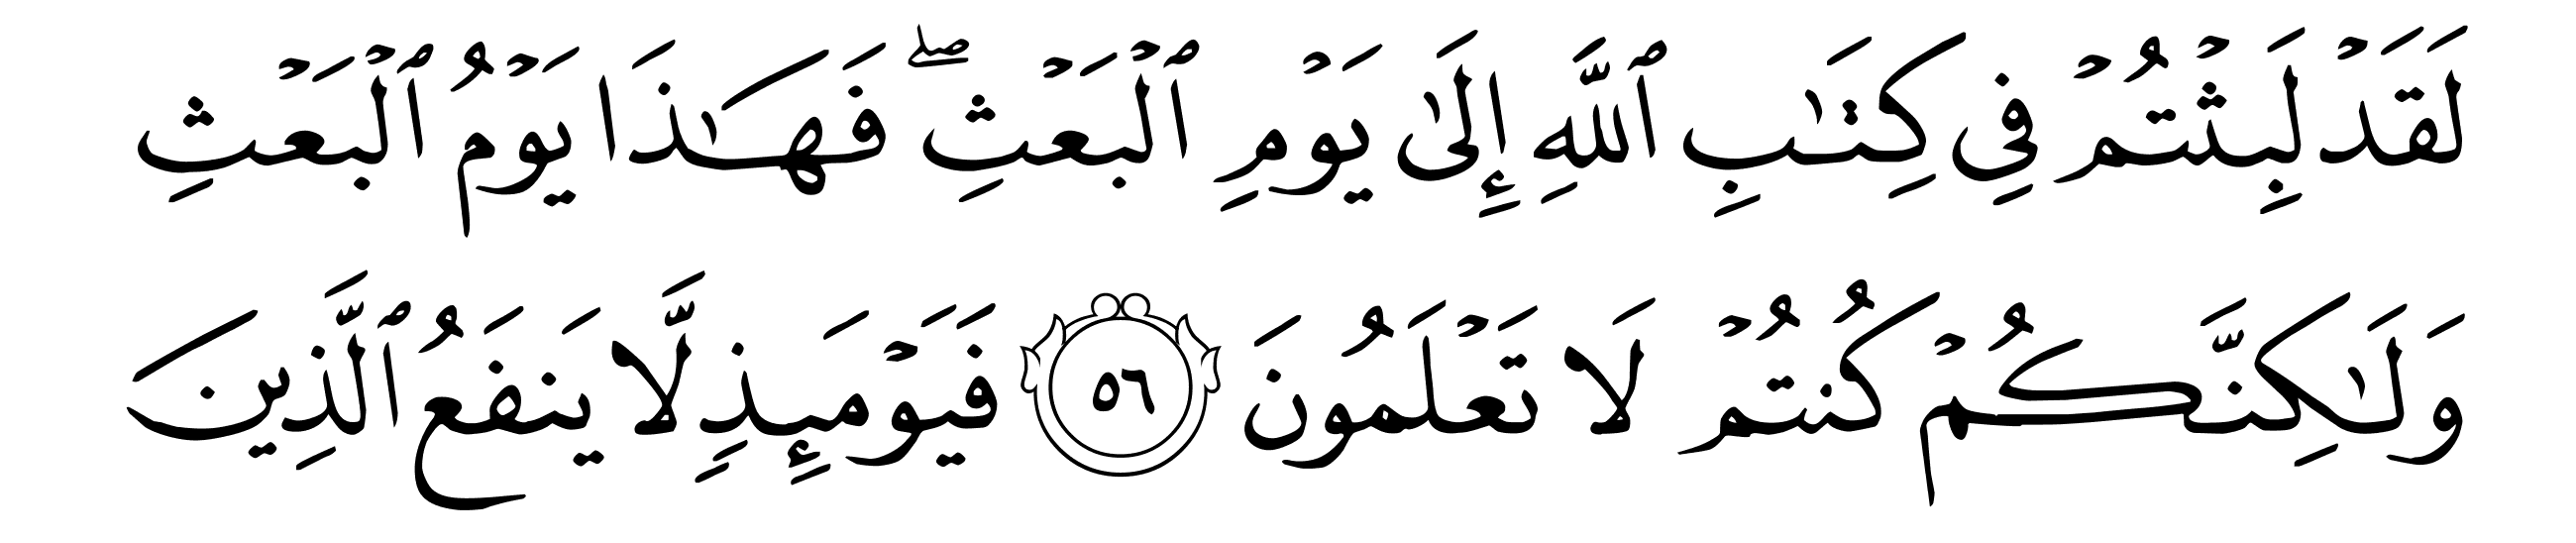 لَقَدۡ لَبِثۡتُمۡ فِي كِتَٰبِ ٱللَّهِ إِلَىٰ يَوۡمِ ٱلۡبَعۡثِۖ فَهَٰذَا يَوۡمُ ٱلۡبَعۡثِ
وَلَٰكِنَّكُمۡ كُنتُمۡ لَا تَعۡلَمُونَ ٥٦ فَيَوۡمَئِذٖ لَّا يَنفَعُ ٱلَّذِينَ